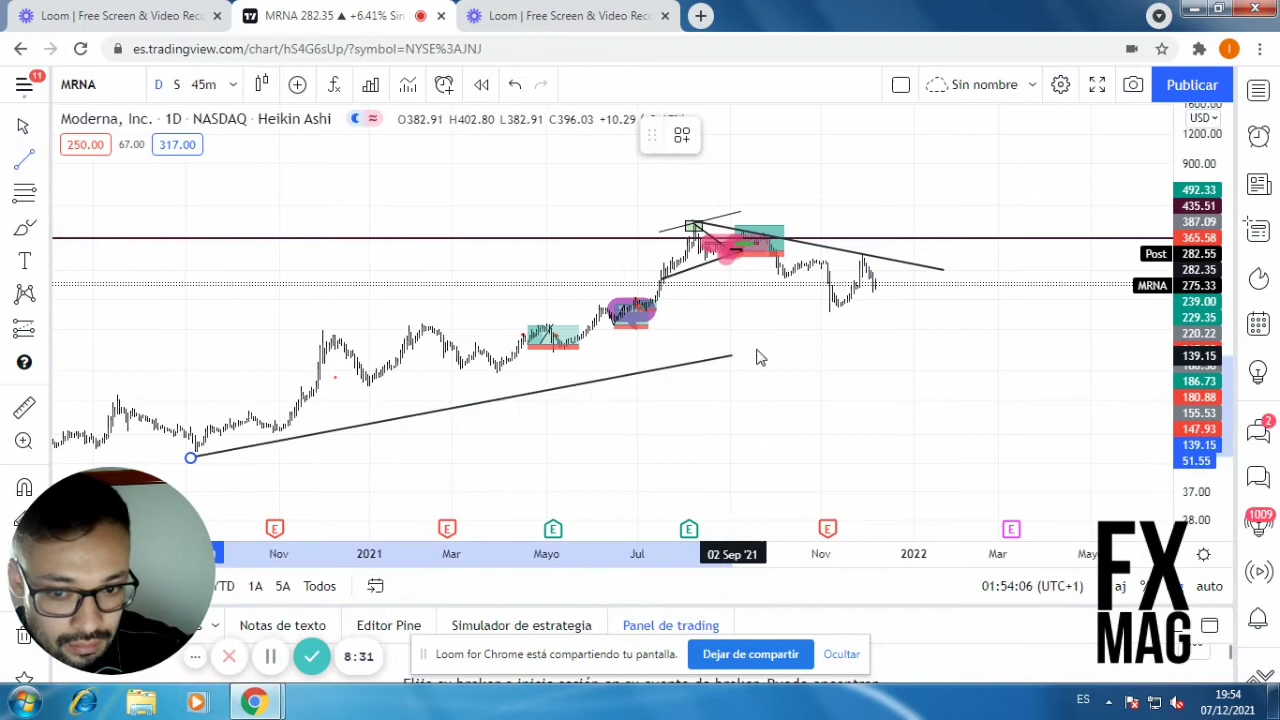 Loom | Free Screen & Video Rec
MRNA 282.35 ▲ +6.41% Sin
Loom | Free Screen & Video Rec
es.tradingview.com/chart/hS4G6sUp/?symbol=NYSE%3AJNJ
11
MRNA
D S 45m
Sin nombre
Publicar
Moderna, Inc. · 1D · NASDAQ · Heikin Ashi
O382.91 H402.80 L382.91 C396.03 +10.29
250.00 67.00 317.00
USD
1200.00
900.00
492.33
435.51
387.09
365.58
Post 282.55
282.35
MRNA 275.33
239.00
229.35
220.22
139.15
186.73
180.88
155.53
147.93
139.15
51.55
37.00
28.00
2
1009
E E E E E E
Nov 2021 Mar Mayo Jul 02 Sep '21 Nov 2022 Mar
YTD 1A 5A Todos
01:54:06 (UTC+1)
aj
auto
Notas de texto Editor Pine Simulador de estrategia Panel de trading
8:31
Loom for Chrome está compartiendo tu pantalla. Dejar de compartir Ocultar
FX
MAG
ES
19:54
07/12/2021